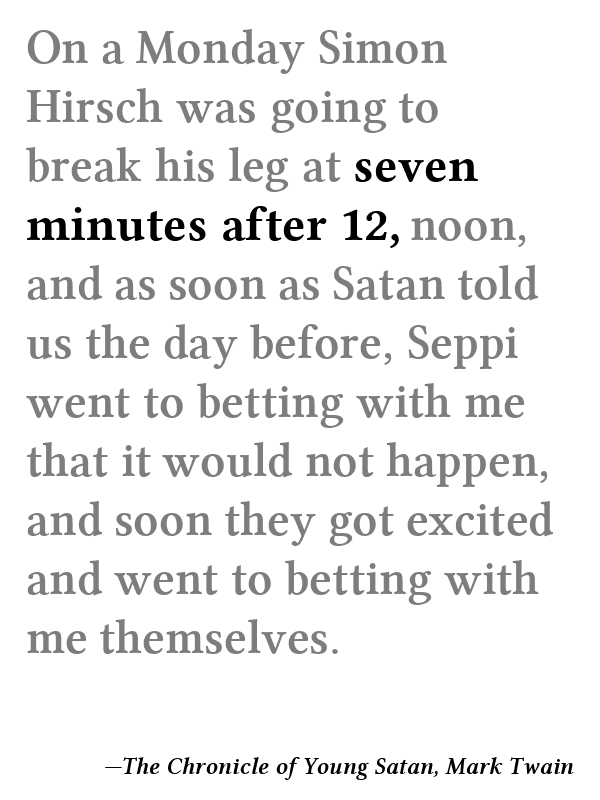 On a Monday Simon
Hirsch was going to
break his leg at seven
minutes after 12, noon,
and as soon as Satan told
us the day before, Seppi
went to betting with me
that it would not happen,
and soon they got excited
and went to betting with
me themselves.
—The Chronicle of Young Satan, Mark Twain